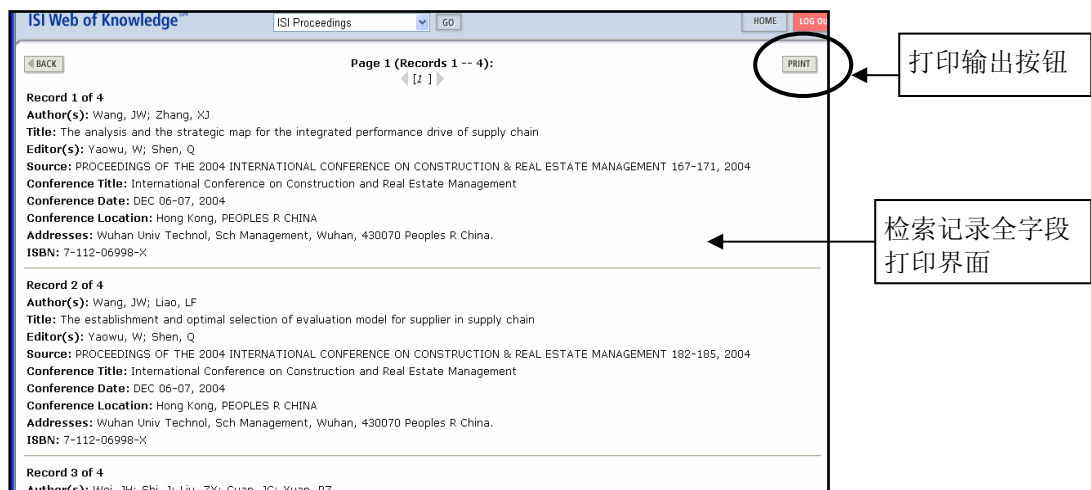 ISI Web of Knowledge℠
ISI Proceedings GO HOME
BACK Page 1 (Records 1 -- 4): PRINT
[1 ]
打印输出按钮
Record 1 of 4
Author(s): Wang, JW; Zhang, XJ
Title: The analysis and the strategic map for the integrated performance drive of supply chain
Editor(s): Yaowu, W; Shen, Q
Source: PROCEEDINGS OF THE 2004 INTERNATIONAL CONFERENCE ON CONSTRUCTION & REAL ESTATE MANAGEMENT 167-171, 2004
Conference Title: International Conference on Construction and Real Estate Management
Conference Date: DEC 06-07, 2004
Conference Location: Hong Kong, PEOPLES R CHINA
Addresses: Wuhan Univ Technol, Sch Management, Wuhan, 430070 Peoples R China.
ISBN: 7-112-06998-X
检索记录全字段
打印界面
Record 2 of 4
Author(s): Wang, JW; Liao, LF
Title: The establishment and optimal selection of evaluation model for supplier in supply chain
Editor(s): Yaowu, W; Shen, Q
Source: PROCEEDINGS OF THE 2004 INTERNATIONAL CONFERENCE ON CONSTRUCTION & REAL ESTATE MANAGEMENT 182-185, 2004
Conference Title: International Conference on Construction and Real Estate Management
Conference Date: DEC 06-07, 2004
Conference Location: Hong Kong, PEOPLES R CHINA
Addresses: Wuhan Univ Technol, Sch Management, Wuhan, 430070 Peoples R China.
ISBN: 7-112-06998-X
Record 3 of 4